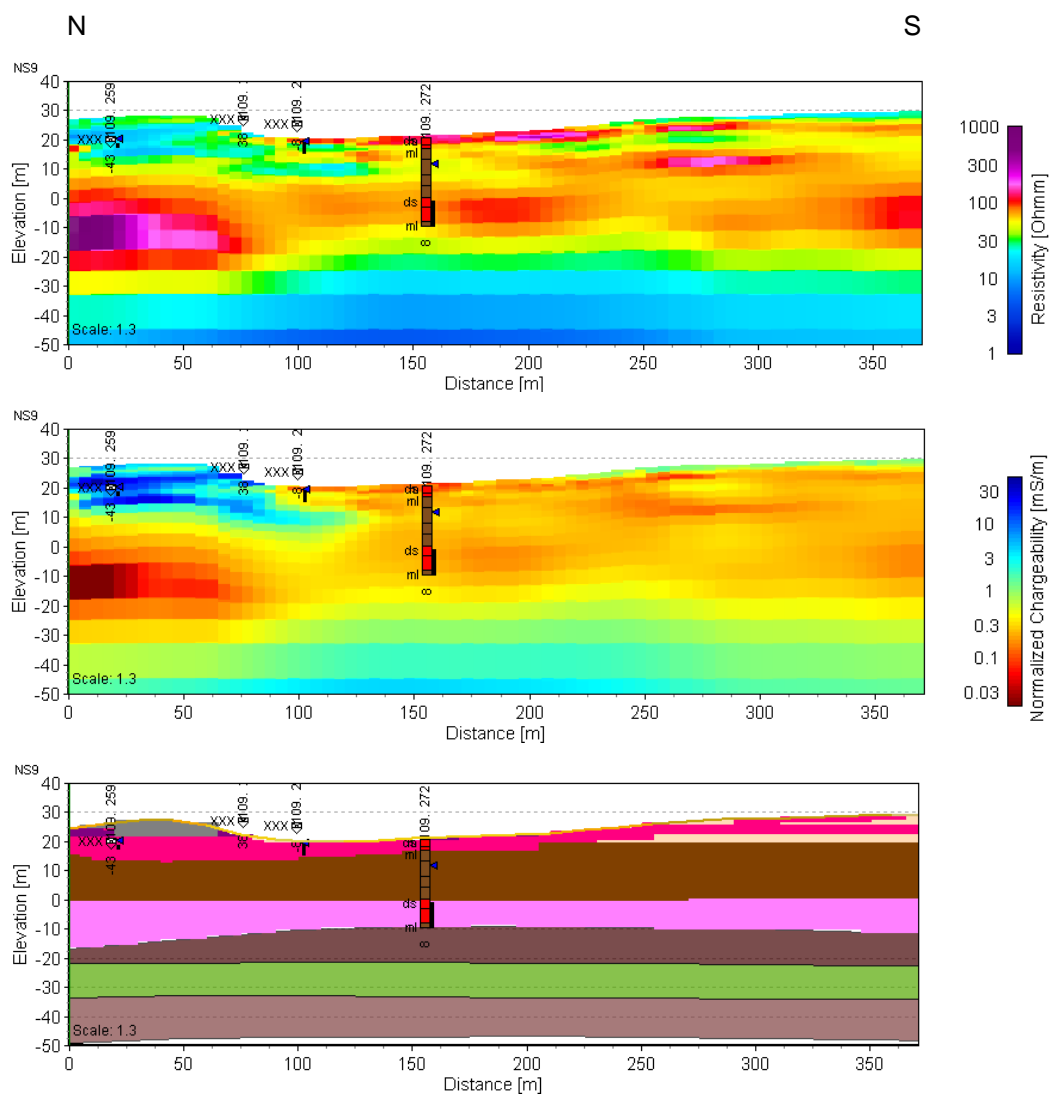 N S
NS9
40
30
20
10
0
-10
-20
-30
-40
-50
Elevation [m]
XXX
109. 259
-43
XXX
109.
38
XXX
109. 2
109. 272
ds
ml
ds
ml
8
Scale: 1.3
0 50 100 150 200 250 300 350
Distance [m]
1000
300
100
30
10
3
1
Resistivity [Ohmm]
NS9
40
30
20
10
0
-10
-20
-30
-40
-50
Elevation [m]
XXX
109. 259
-43
XXX
109.
38
XXX
109. 2
109. 272
ds
ml
ds
ml
8
Scale: 1.3
0 50 100 150 200 250 300 350
Distance [m]
30
10
3
1
0.3
0.1
0.03
Normalized Chargeability [mS/m]
NS9
40
30
20
10
0
-10
-20
-30
-40
-50
Elevation [m]
XXX
109. 259
-43
XXX
109.
38
XXX
109. 2
109. 272
ml
ds
ml
8
Scale: 1.3
0 50 100 150 200 250 300 350
Distance [m]